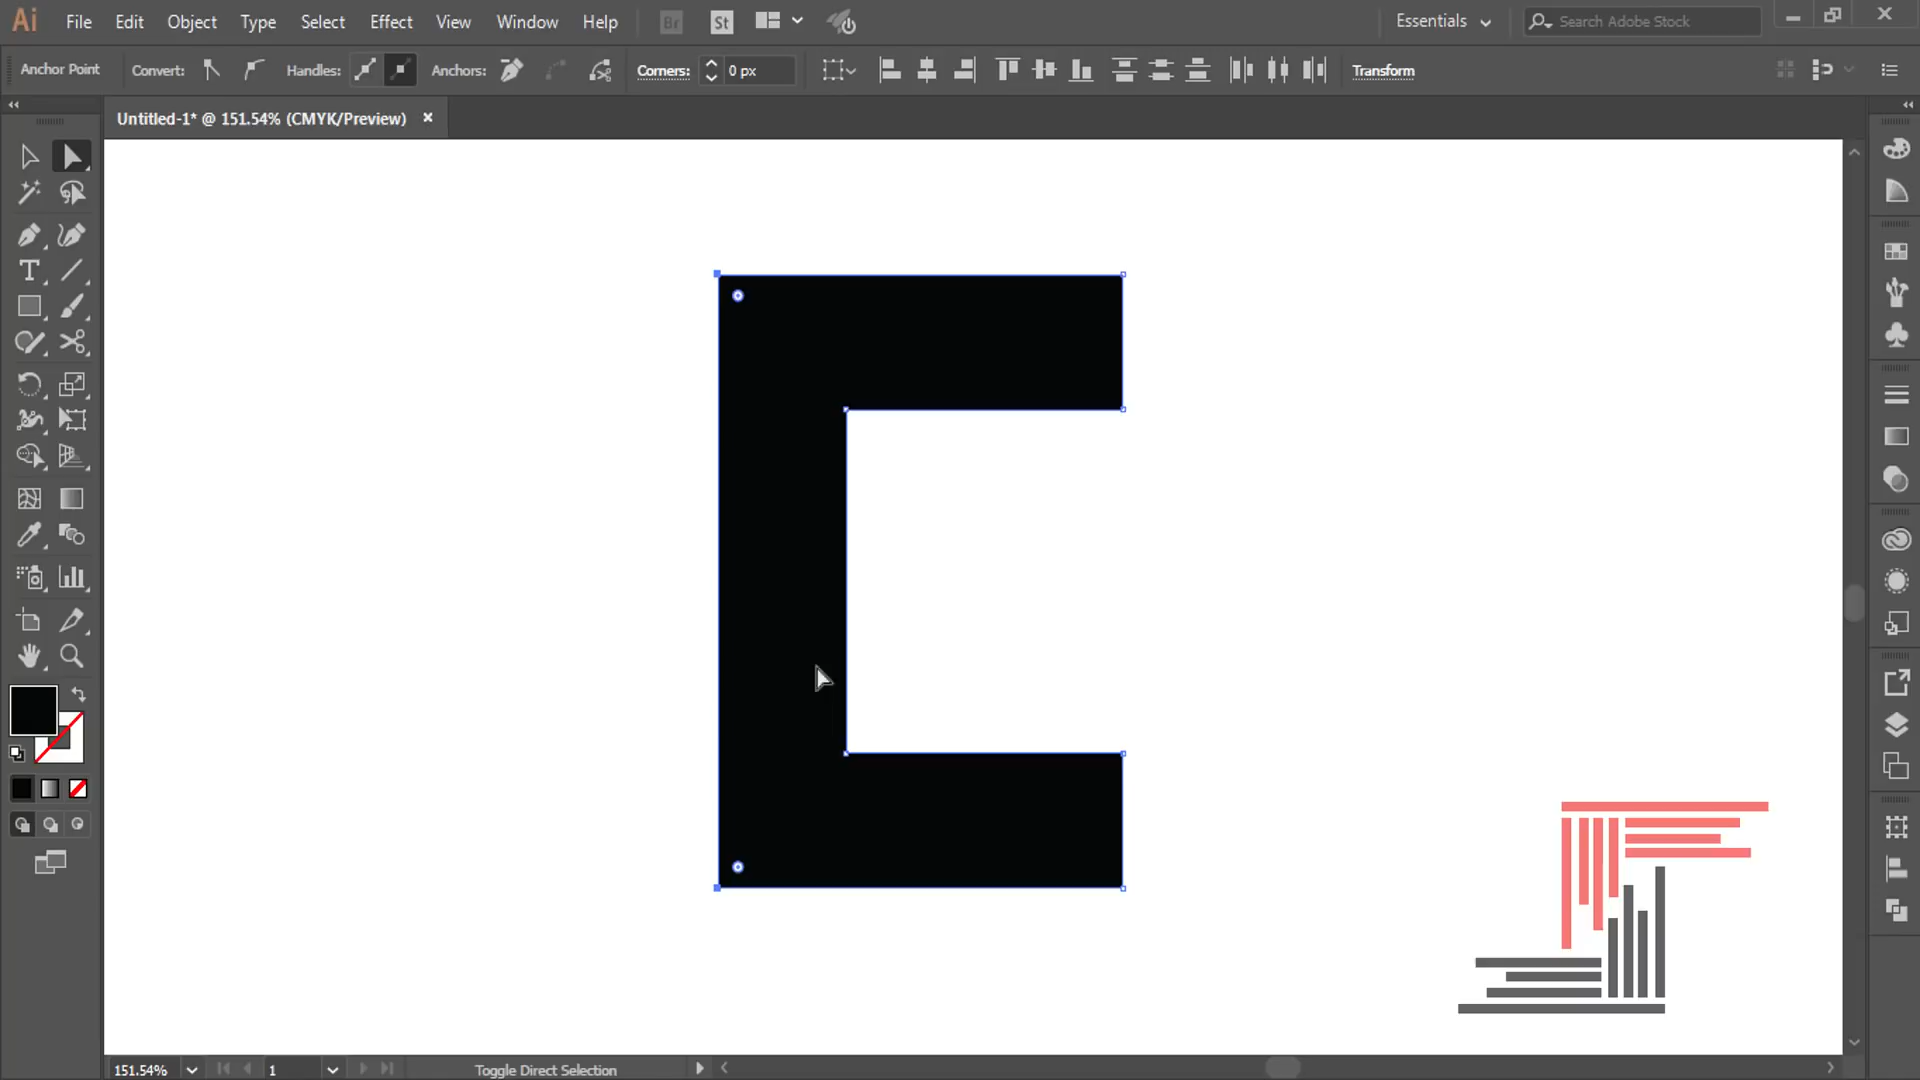 Ai File Edit Object Type Select Effect View Window Help Br St Essentials Search Adobe Stock
Anchor Point Convert: Handles: Anchors: Corners: 0 px Transform
Untitled-1* @ 151.54% (CMYK/Preview) ×
151.54% 1 Toggle Direct Selection